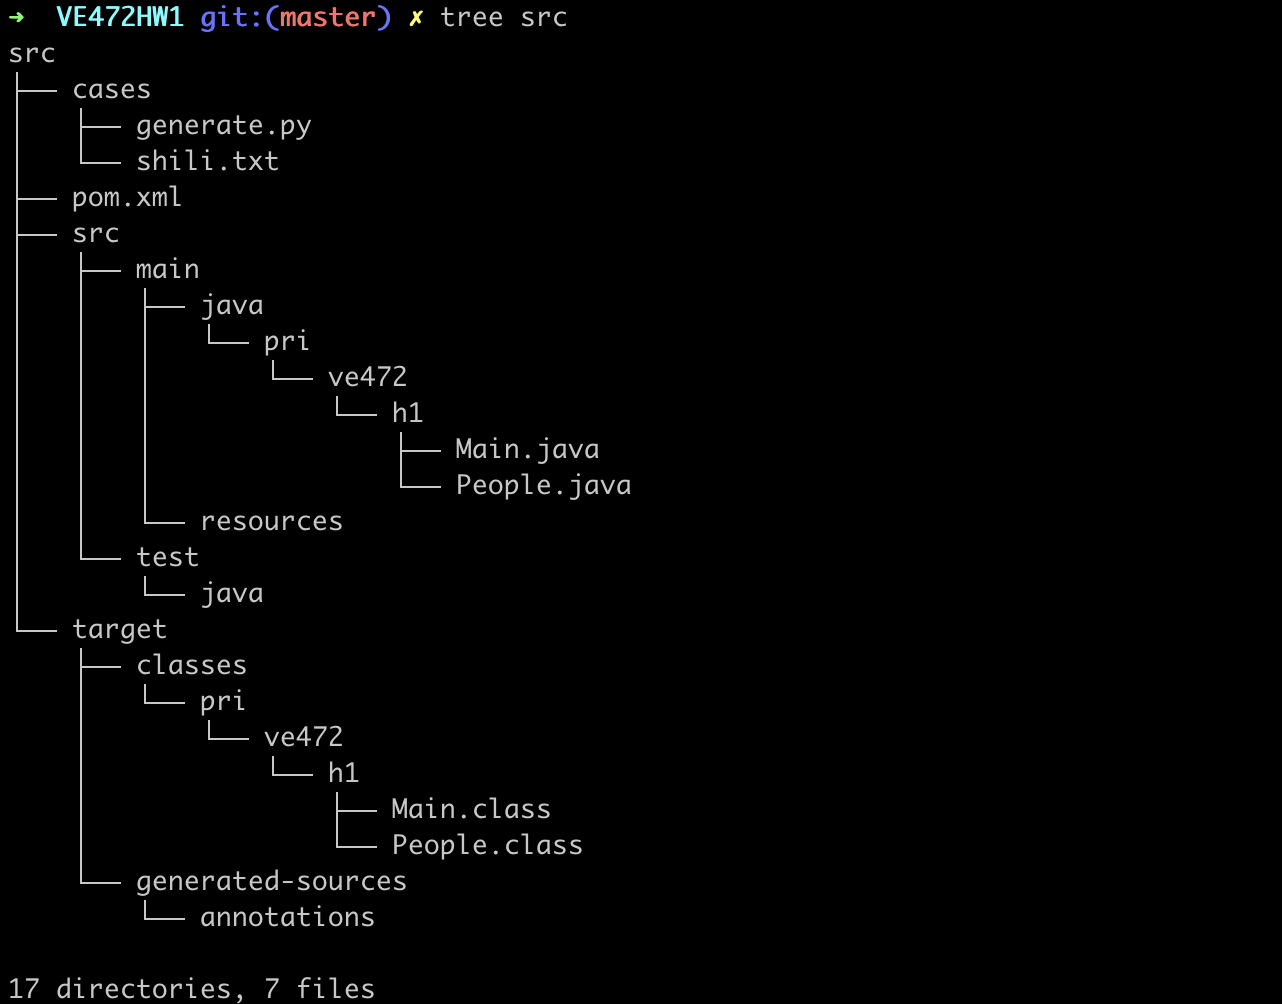 ➜  VE472HW1 git:(master) ✗ tree src
src
├── cases
│   ├── generate.py
│   └── shili.txt
├── pom.xml
├── src
│   ├── main
│   │   ├── java
│   │   │   └── pri
│   │   │       └── ve472
│   │   │           └── h1
│   │   │               ├── Main.java
│   │   │               └── People.java
│   │   └── resources
│   └── test
│       └── java
└── target
    ├── classes
    │   └── pri
    │       └── ve472
    │           └── h1
    │               ├── Main.class
    │               └── People.class
    └── generated-sources
        └── annotations

17 directories, 7 files